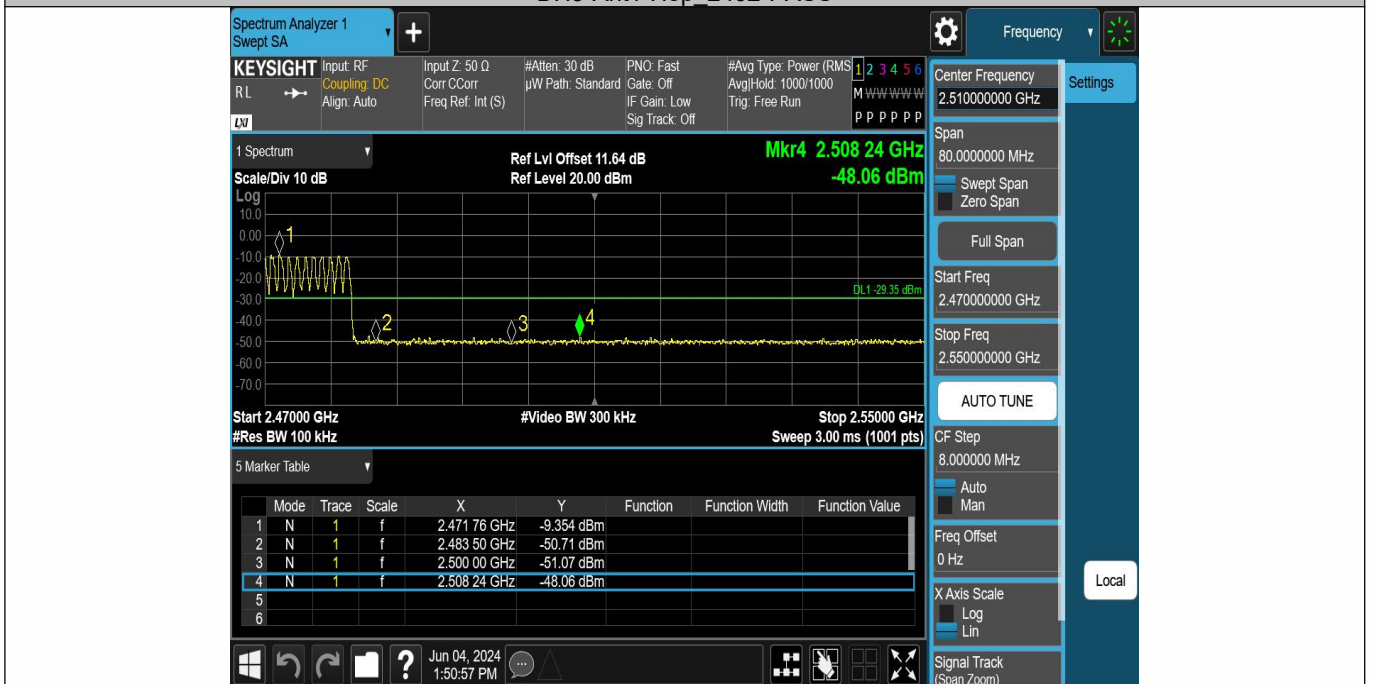 Spectrum Analyzer 1
Swept SA
Frequency
KEYSIGHT
RL
LXI
Input: RF
Coupling: DC
Align: Auto
Input Z: 50 Ω
Corr CCorr
Freq Ref: Int (S)
#Atten: 30 dB
µW Path: Standard
PNO: Fast
Gate: Off
IF Gain: Low
Sig Track: Off
#Avg Type: Power (RMS
Avg|Hold: 1000/1000
Trig: Free Run
1 2 3 4 5 6
M W W W W W
P P P P P P
1 Spectrum
Scale/Div 10 dB
Ref Lvl Offset 11.64 dB
Ref Level 20.00 dBm
Mkr4 2.508 24 GHz
-48.06 dBm
Log
10.0
0.00
-10.0
-20.0
-30.0
-40.0
-50.0
-60.0
-70.0
1
2
3
4
DL1 -29.35 dBm
Start 2.47000 GHz
#Video BW 300 kHz
Stop 2.55000 GHz
#Res BW 100 kHz
Sweep 3.00 ms (1001 pts)
5 Marker Table
Mode Trace Scale X Y Function Function Width Function Value
1 N 1 f 2.471 76 GHz -9.354 dBm
2 N 1 f 2.483 50 GHz -50.71 dBm
3 N 1 f 2.500 00 GHz -51.07 dBm
4 N 1 f 2.508 24 GHz -48.06 dBm
5
6
Jun 04, 2024
1:50:57 PM
Center Frequency
2.510000000 GHz
Settings
Span
80.0000000 MHz
Swept Span
Zero Span
Full Span
Start Freq
2.470000000 GHz
Stop Freq
2.550000000 GHz
AUTO TUNE
CF Step
8.000000 MHz
Auto
Man
Freq Offset
0 Hz
Local
X Axis Scale
Log
Lin
Signal Track
(Span Zoom)